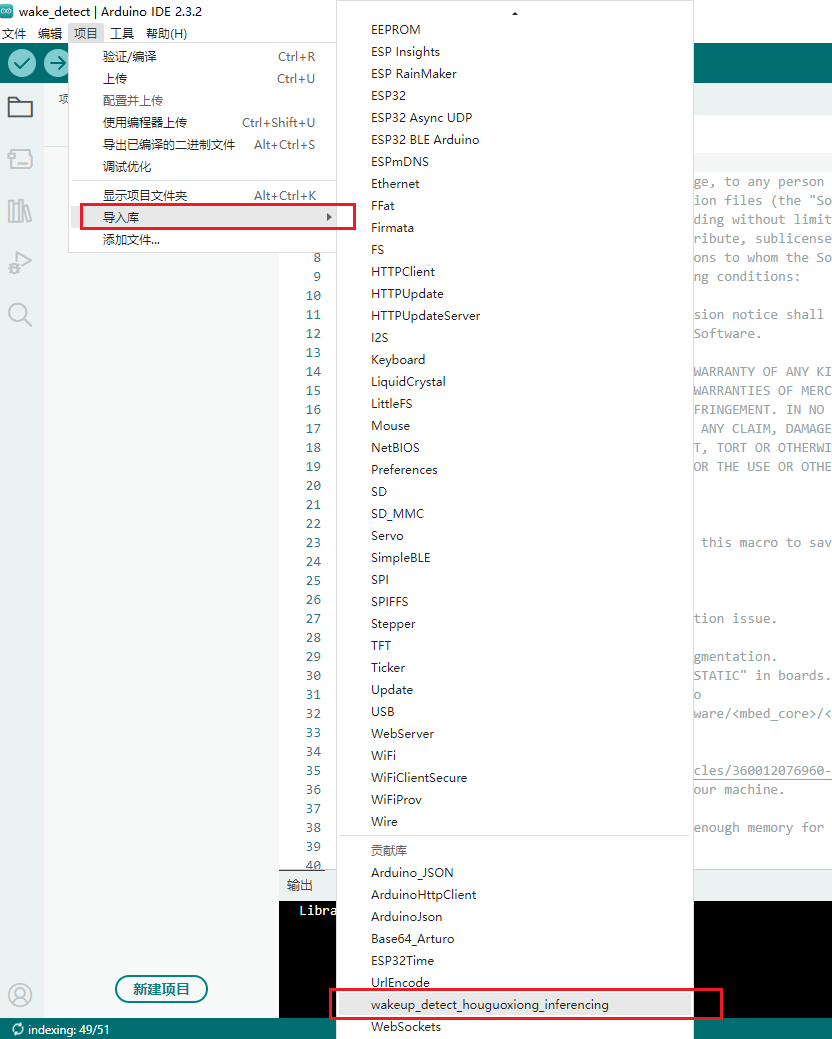 wake_detect | Arduino IDE 2.3.2
文件 编辑 项目 工具 帮助(H)
验证/编译 Ctrl+R
上传 Ctrl+U
配置并上传
使用编程器上传 Ctrl+Shift+U
导出已编译的二进制文件 Alt+Ctrl+S
调试优化
显示项目文件夹 Alt+Ctrl+K
导入库
添加文件...
EEPROM
ESP Insights
ESP RainMaker
ESP32
ESP32 Async UDP
ESP32 BLE Arduino
ESPmDNS
Ethernet
FFat
Firmata
FS
HTTPClient
HTTPUpdate
HTTPUpdateServer
I2S
Keyboard
LiquidCrystal
LittleFS
Mouse
NetBIOS
Preferences
SD
SD_MMC
Servo
SimpleBLE
SPI
SPIFFS
Stepper
TFT
Ticker
Update
USB
WebServer
WiFi
WiFiClientSecure
WiFiProv
Wire
贡献库
Arduino_JSON
ArduinoHttpClient
ArduinoJson
Base64_Arturo
ESP32Time
UrlEncode
wakeup_detect_houguoxiong_inferencing
WebSockets
8
9
10
11
12
13
14
15
16
17
18
19
20
21
22
23
24
25
26
27
28
29
30
31
32
33
34
35
36
37
38
39
40
ge, to any person
ion files (the "So
ding without limit
ribute, sublicense
ons to whom the So
ng conditions:
sion notice shall
Software.
WARRANTY OF ANY KI
WARRANTIES OF MERC
FRINGEMENT. IN NO
ANY CLAIM, DAMAGE
T, TORT OR OTHERWI
OR THE USE OR OTHE
this macro to sav
tion issue.
gmentation.
STATIC" in boards.
o
ware/<mbed_core>/<
cles/360012076960-
our machine.
enough memory for
输出
Libra
新建项目
indexing: 49/51